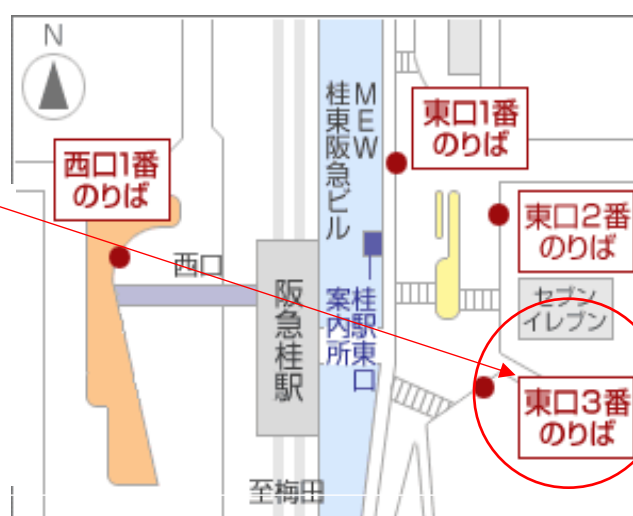 N
西口1番
のりば
西口
阪急桂駅
至梅田
MEW
桂東阪急ビル
桂駅東口
案内所
東口1番
のりば
東口2番
のりば
セブン
イレブン
東口3番
のりば